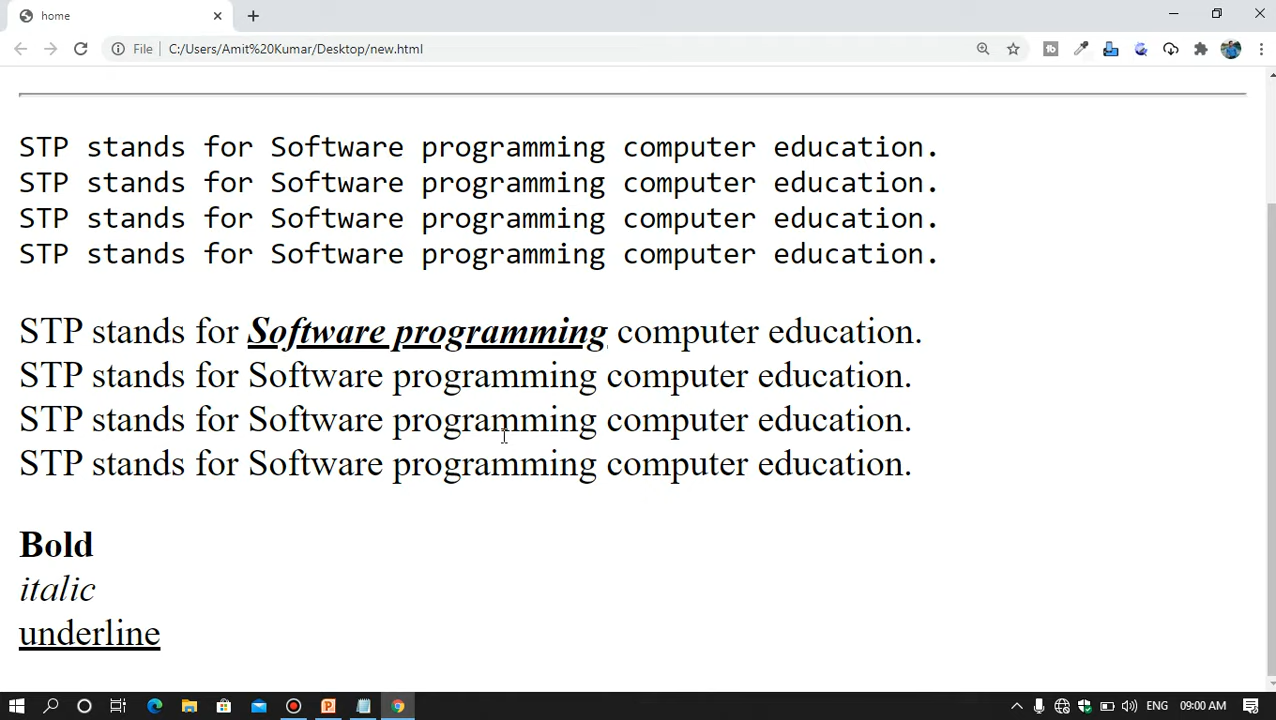 home
File
C:/Users/Amit%20Kumar/Desktop/new.html
STP stands for Software programming computer education.
STP stands for Software programming computer education.
STP stands for Software programming computer education.
STP stands for Software programming computer education.
STP stands for Software programming computer education.
STP stands for Software programming computer education.
STP stands for Software programming computer education.
STP stands for Software programming computer education.
Bold
italic
underline
ENG
09:00 AM